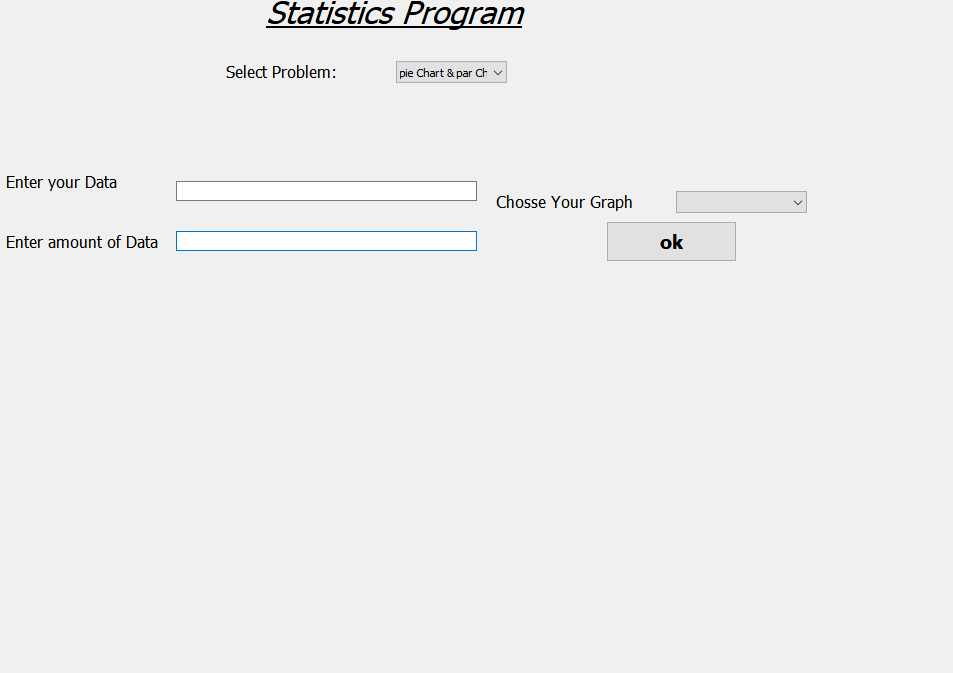 Statistics Program
Select Problem:
pie Chart & par Ch
Enter your Data
Chosse Your Graph
Enter amount of Data
ok